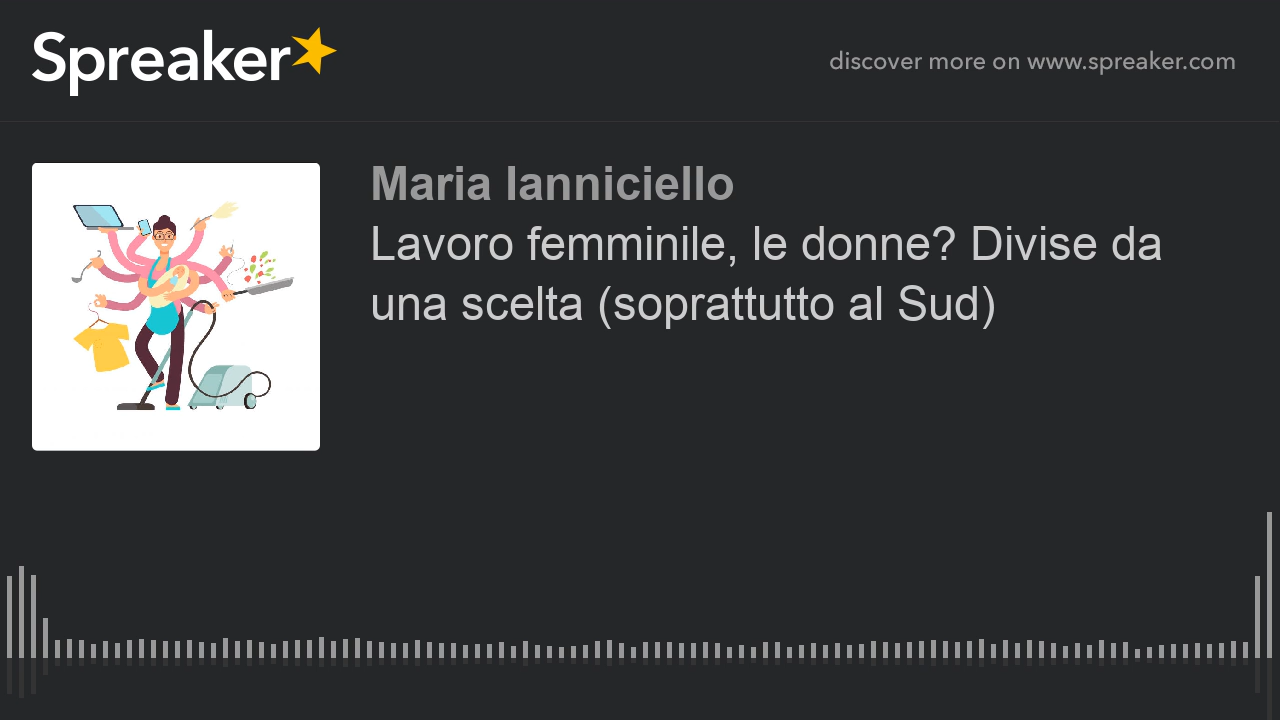 Spreaker
discover more on www.spreaker.com
Maria Ianniciello
Lavoro femminile, le donne? Divise da
una scelta (soprattutto al Sud)